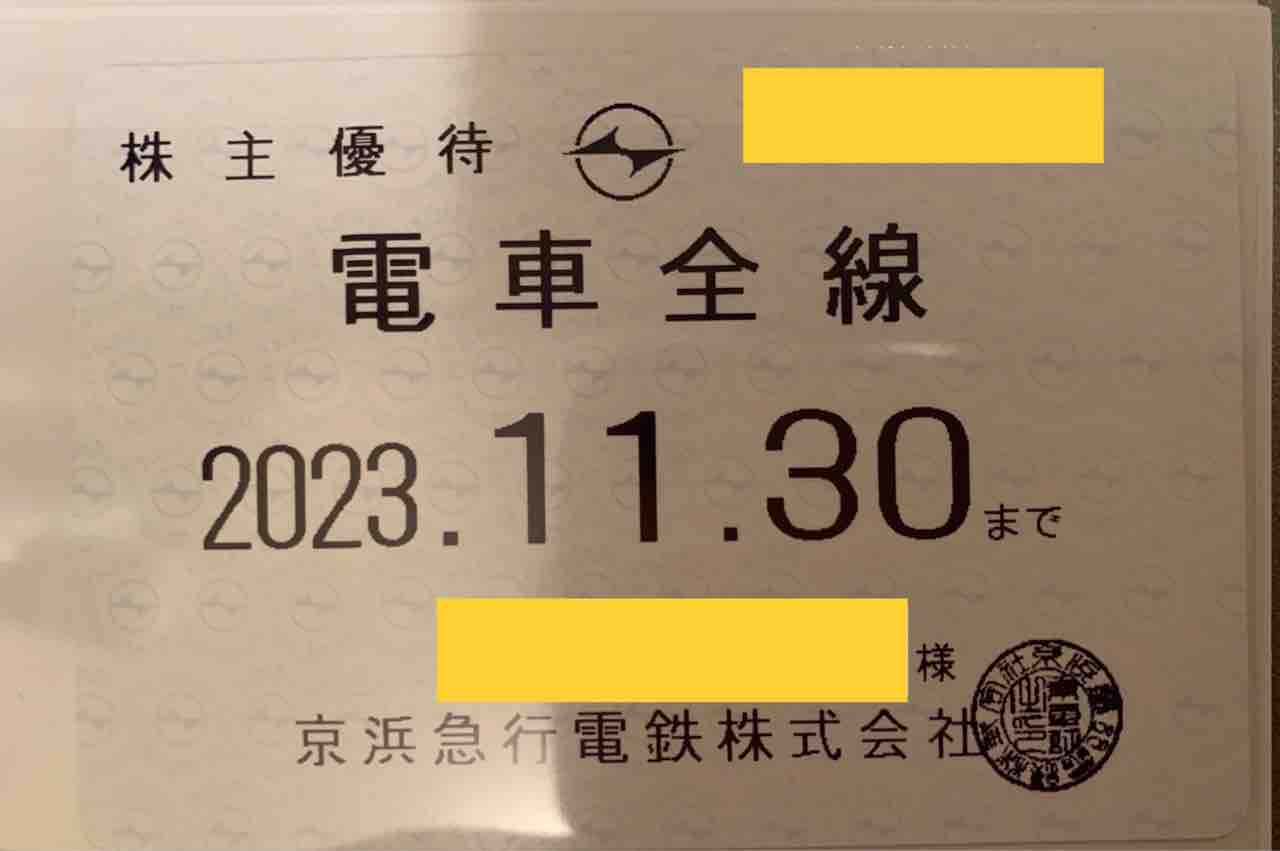 株主優待
電車全線
2023.11.30まで
様
京浜急行電鉄株式会社